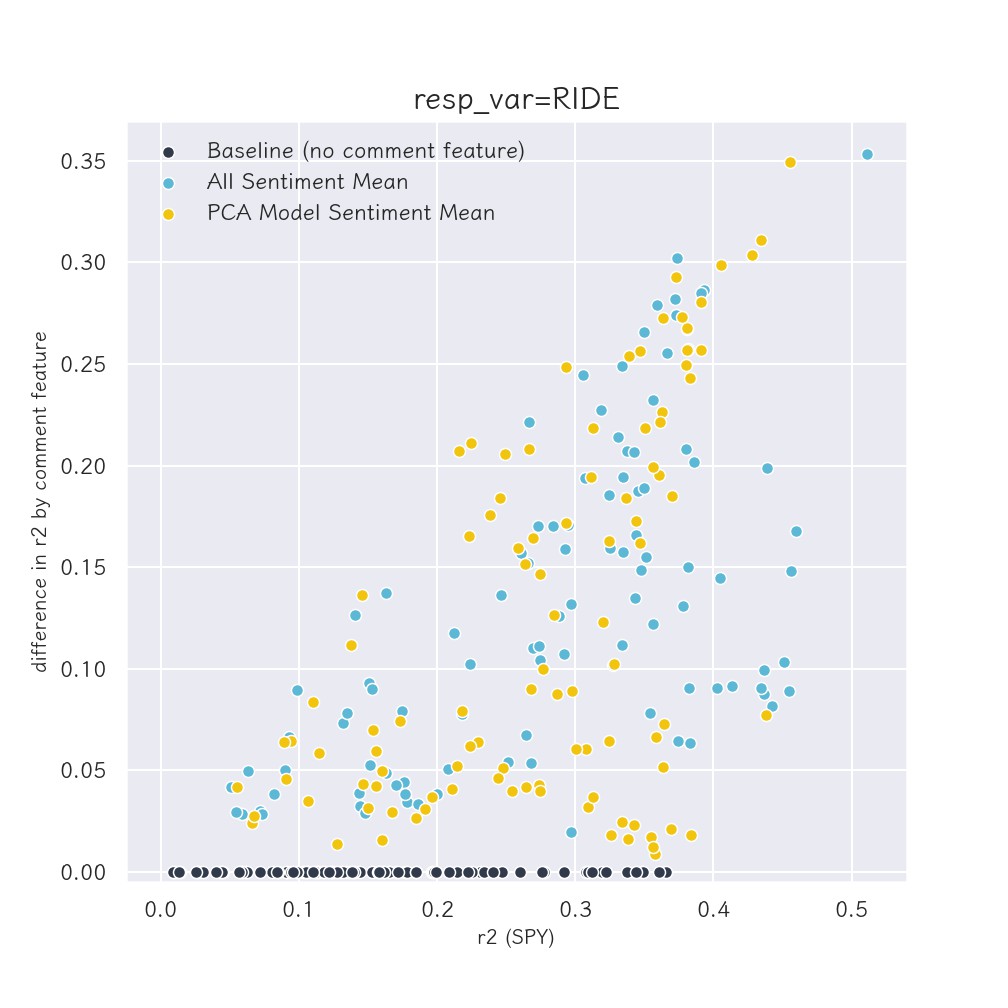 resp_var=RIDE
Baseline (no comment feature)
All Sentiment Mean
PCA Model Sentiment Mean
difference in r2 by comment feature
0.35
0.30
0.25
0.20
0.15
0.10
0.05
0.00
0.0 0.1 0.2 0.3 0.4 0.5
r2 (SPY)